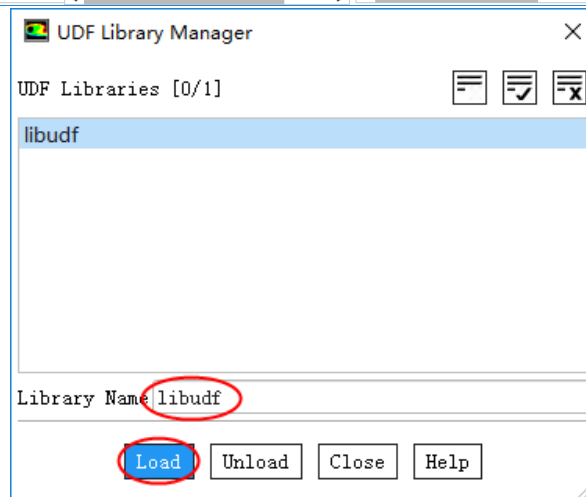 UDF Library Manager
UDF Libraries [0/1]
libudf
Library Name libudf
Load Unload Close Help